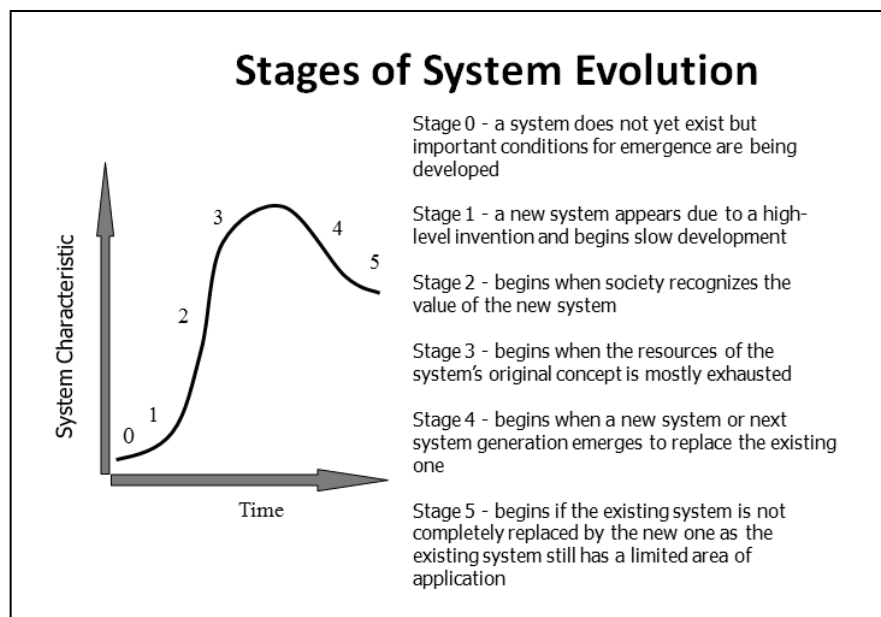 Stages of System Evolution
Stage 0 - a system does not yet exist but
important conditions for emergence are being
developed
Stage 1 - a new system appears due to a high-
level invention and begins slow development
Stage 2 - begins when society recognizes the
value of the new system
Stage 3 - begins when the resources of the
system's original concept is mostly exhausted
Stage 4 - begins when a new system or next
system generation emerges to replace the existing
one
Stage 5 - begins if the existing system is not
completely replaced by the new one as the
existing system still has a limited area of
application
System Characteristic
0
1
2
3
4
5
Time